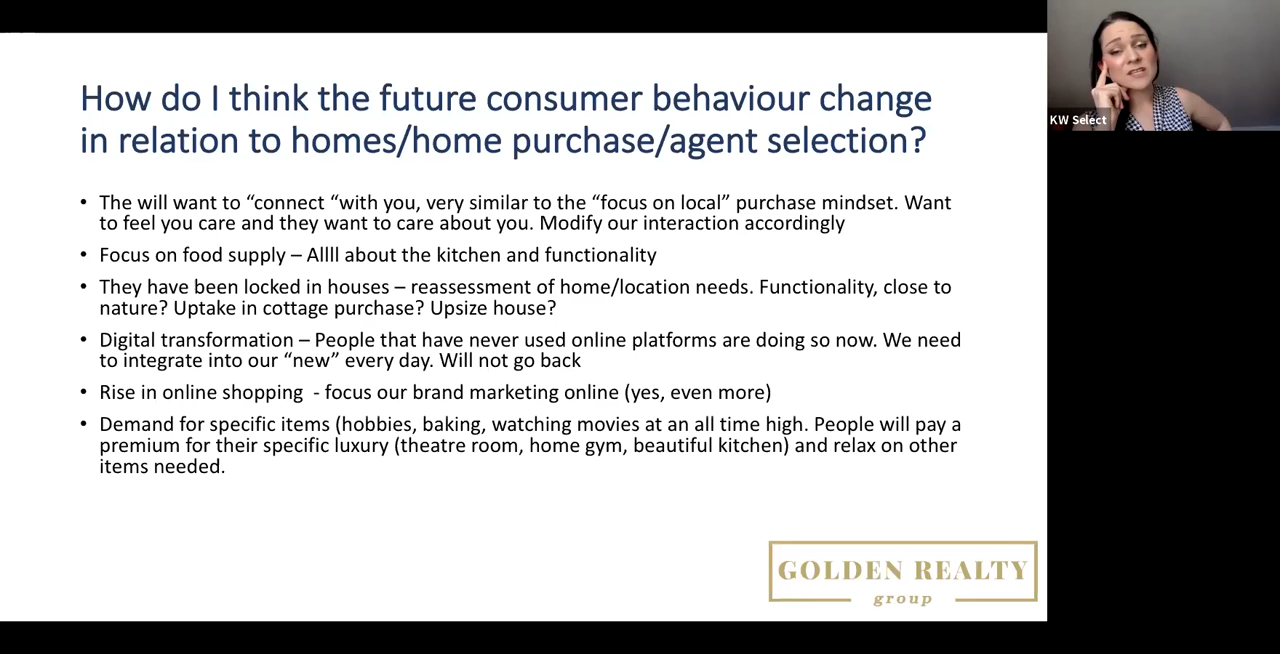 How do I think the future consumer behaviour change
in relation to homes/home purchase/agent selection?
• The will want to “connect “with you, very similar to the “focus on local” purchase mindset. Want
to feel you care and they want to care about you. Modify our interaction accordingly
• Focus on food supply – Allll about the kitchen and functionality
• They have been locked in houses – reassessment of home/location needs. Functionality, close to
nature? Uptake in cottage purchase? Upsize house?
• Digital transformation – People that have never used online platforms are doing so now. We need
to integrate into our “new” every day. Will not go back
• Rise in online shopping  - focus our brand marketing online (yes, even more)
• Demand for specific items (hobbies, baking, watching movies at an all time high. People will pay a
premium for their specific luxury (theatre room, home gym, beautiful kitchen) and relax on other
items needed.
GOLDEN REALTY
group
KW Select